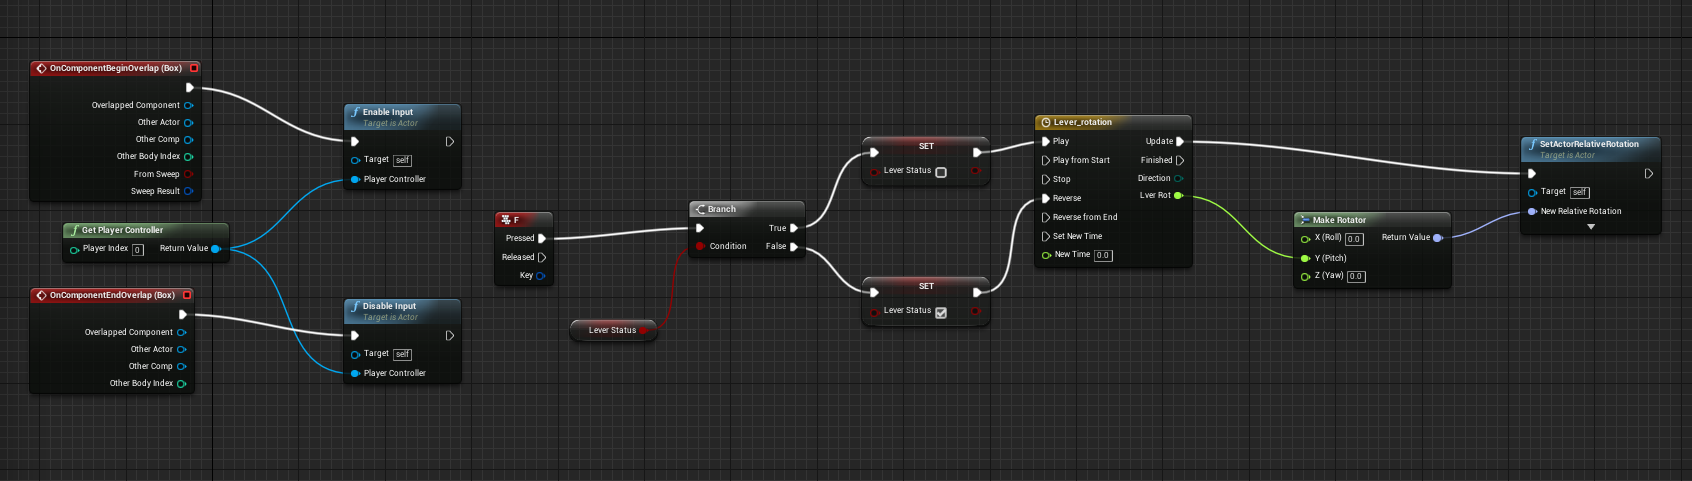 OnComponentBeginOverlap (Box)
Overlapped Component
Other Actor
Other Comp
Other Body Index
From Sweep
Sweep Result
Get Player Controller
Player Index 0 Return Value
OnComponentEndOverlap (Box)
Overlapped Component
Other Actor
Other Comp
Other Body Index
Enable Input
Target is Actor
Target self
Player Controller
Disable Input
Target is Actor
Target self
Player Controller
F
Pressed
Released
Key
Lever Status
Branch
True
Condition False
SET
Lever Status
SET
Lever Status
Lever_rotation
Play Update
Play from Start Finished
Stop Direction
Reverse Lver Rot
Reverse from End
Set New Time
New Time 0.0
Make Rotator
X (Roll) 0.0 Return Value
Y (Pitch)
Z (Yaw) 0.0
SetActorRelativeRotation
Target is Actor
Target self
New Relative Rotation